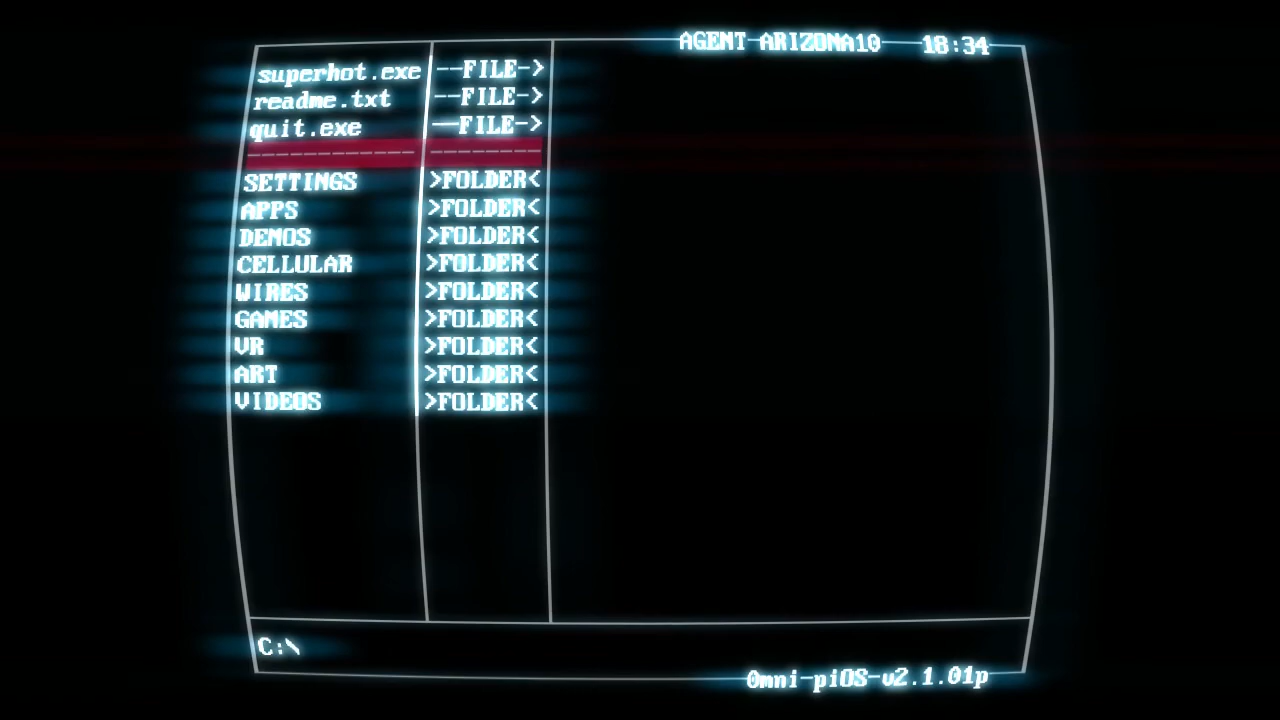 AGENT ARIZONA10 18:34
superhot.exe --FILE->
readme.txt --FILE->
quit.exe --FILE->
------------ --------
SETTINGS >FOLDER<
APPS >FOLDER<
DEMOS >FOLDER<
CELLULAR >FOLDER<
WIRES >FOLDER<
GAMES >FOLDER<
VR >FOLDER<
ART >FOLDER<
VIDEOS >FOLDER<
C:\
Omni-piOS-v2.1.01p